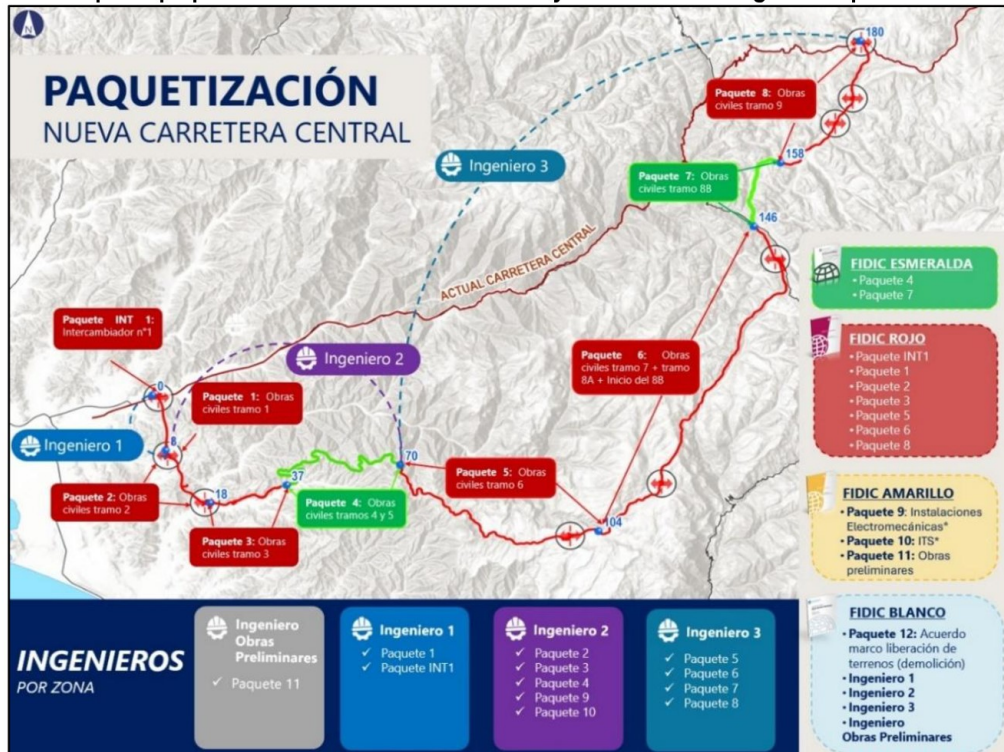 N
PAQUETIZACIÓN
NUEVA CARRETERA CENTRAL
180
Paquete 8: Obras
civiles tramo 9
Ingeniero 3
158
Paquete 7: Obras
civiles tramo 8B
146
ACTUAL CARRETERA CENTRAL
Paquete INT 1:
Intercambiador n°1
Ingeniero 2
Paquete 6: Obras
civiles tramo 7 + tramo
8A + Inicio del 8B
0
Paquete 1: Obras
civiles tramo 1
Ingeniero 1
8
70
Paquete 5: Obras
civiles tramo 6
37
Paquete 2: Obras
civiles tramo 2
18
Paquete 4: Obras
civiles tramos 4 y 5
104
Paquete 3: Obras
civiles tramo 3
FIDIC ESMERALDA
• Paquete 4
• Paquete 7
FIDIC ROJO
• Paquete INT1
• Paquete 1
• Paquete 2
• Paquete 3
• Paquete 5
• Paquete 6
• Paquete 8
FIDIC AMARILLO
• Paquete 9: Instalaciones
Electromecánicas*
• Paquete 10: ITS*
• Paquete 11: Obras
preliminares
FIDIC BLANCO
• Paquete 12: Acuerdo
marco liberación de
terrenos (demolición)
• Ingeniero 1
• Ingeniero 2
• Ingeniero 3
• Ingeniero
Obras Preliminares
INGENIEROS
POR ZONA
Ingeniero
Obras
Preliminares
✓ Paquete 11
Ingeniero 1
✓ Paquete 1
✓ Paquete INT1
Ingeniero 2
✓ Paquete 2
✓ Paquete 3
✓ Paquete 4
✓ Paquete 9
✓ Paquete 10
Ingeniero 3
✓ Paquete 5
✓ Paquete 6
✓ Paquete 7
✓ Paquete 8